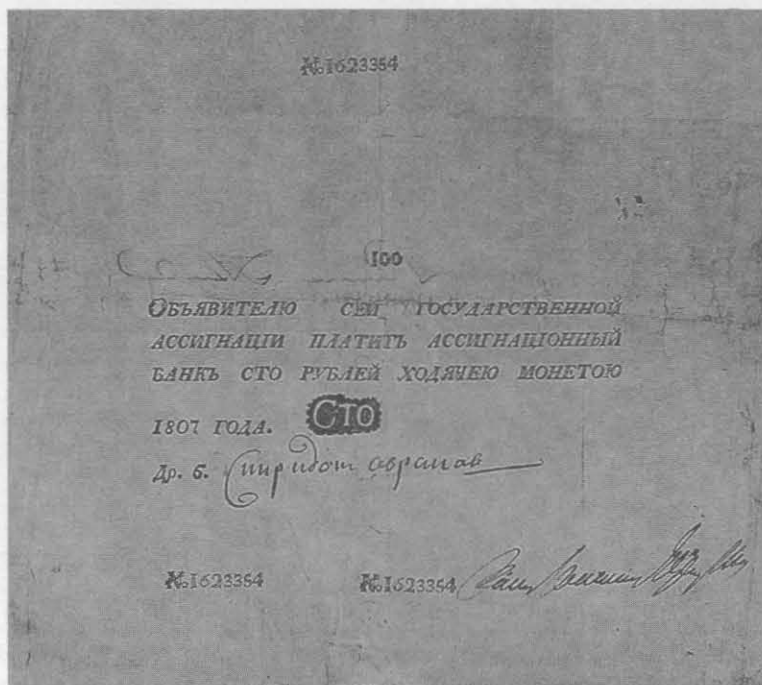 №1623354
100
ОБЪЯВИТЕЛЮ СЕЙ ГОСУДАРСТВЕННОЙ
АССИГНАЦІИ ПЛАТИТЪ АССИГНАЦІОННЫЙ
БАНКЪ СТО РУБЛЕЙ ХОДЯЧЕЮ МОНЕТОЮ
1807 ГОДА. СТО
Др. б. Спиридон Аврамов
№1623354 №1623354